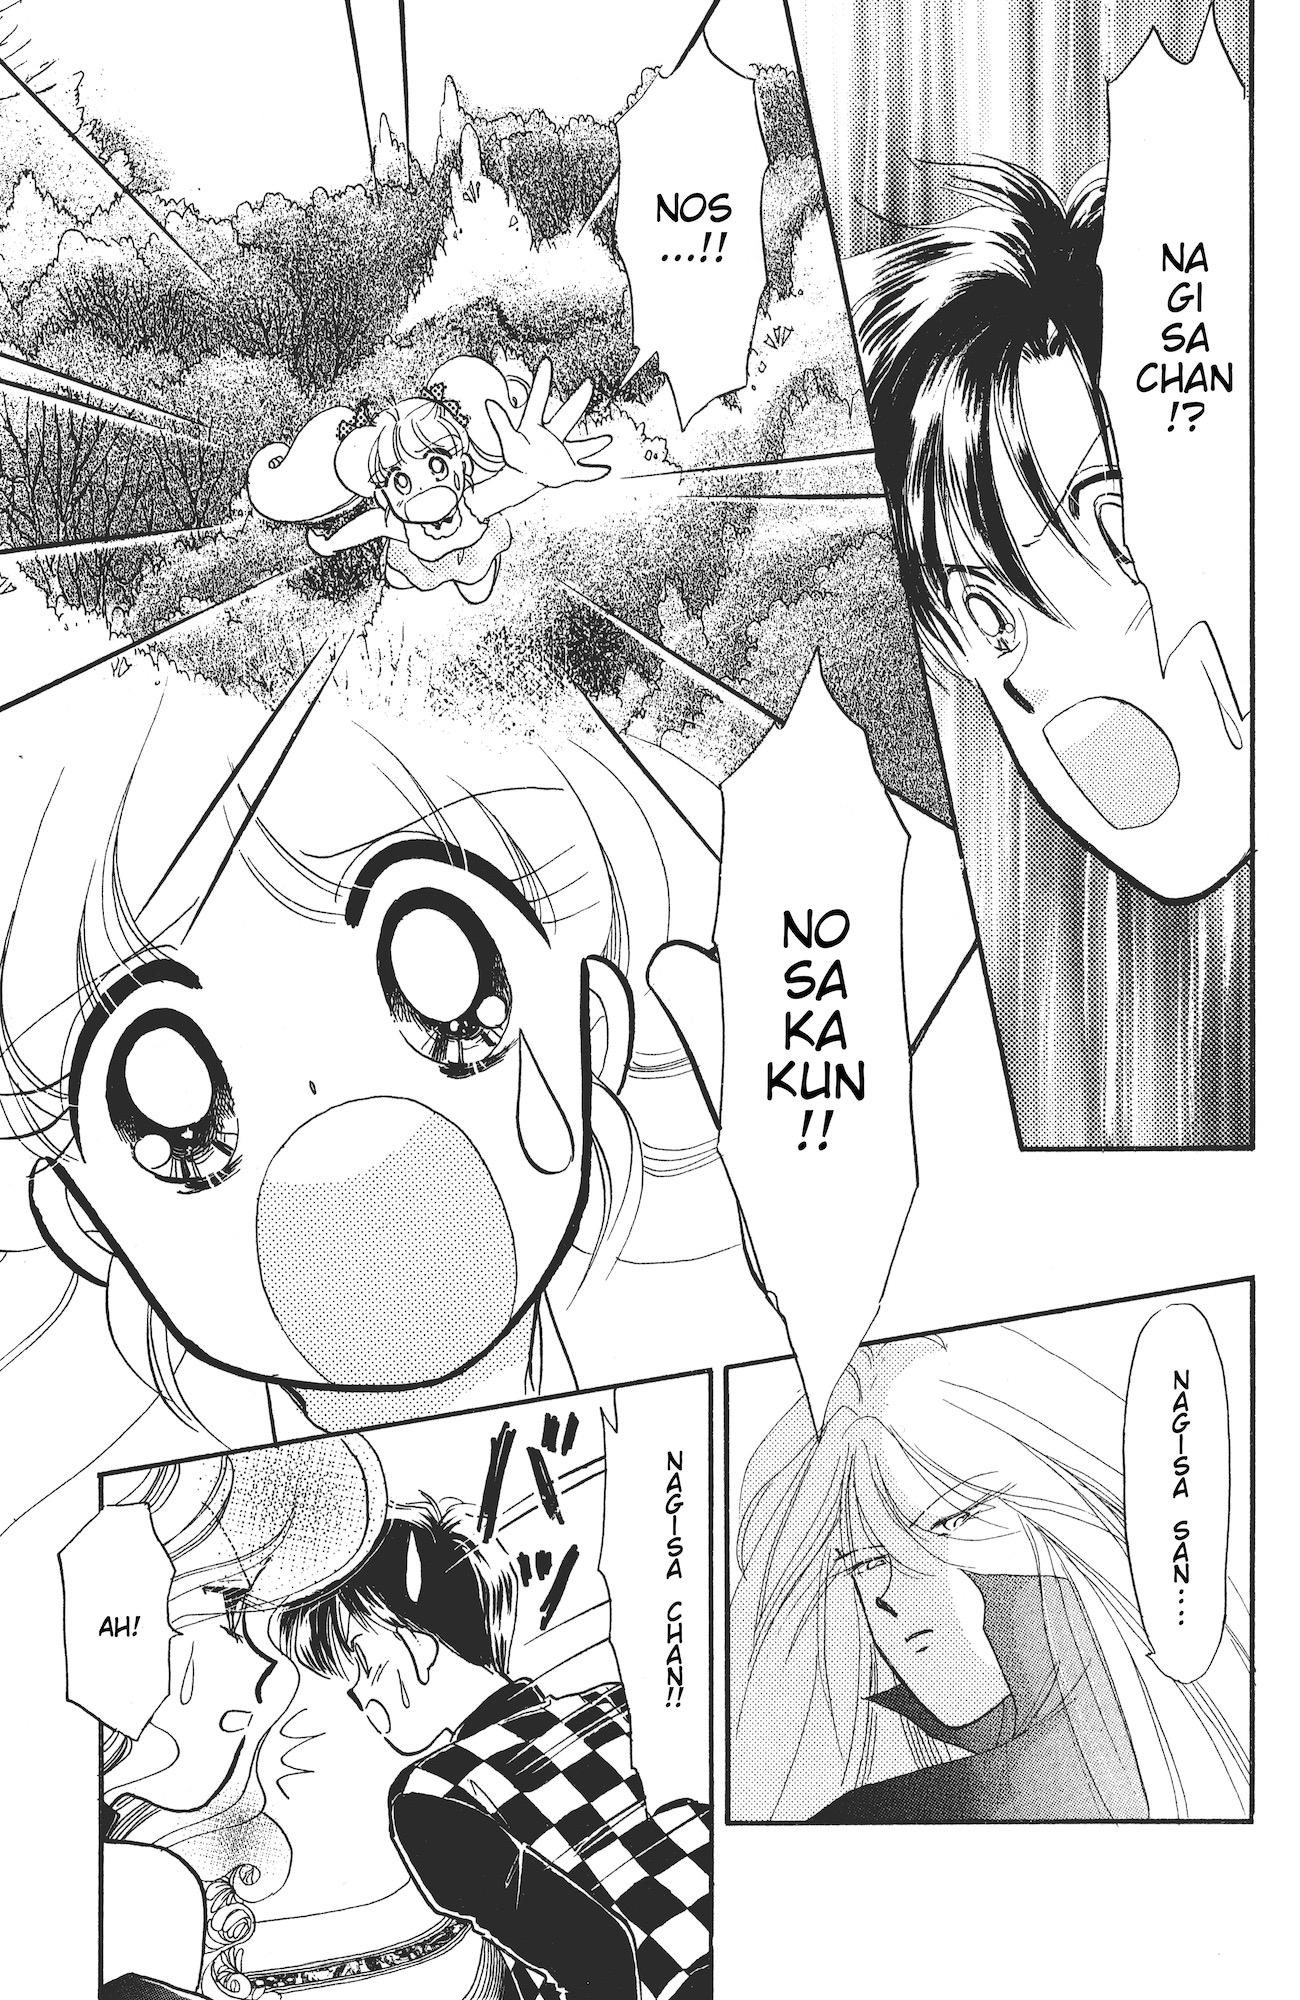 NA
GI
SA
CHAN
!?
NOS
...!!
NO
SA
KA
KUN
!!
NAGISA SAN...
NAGISA CHAN!!
AH!